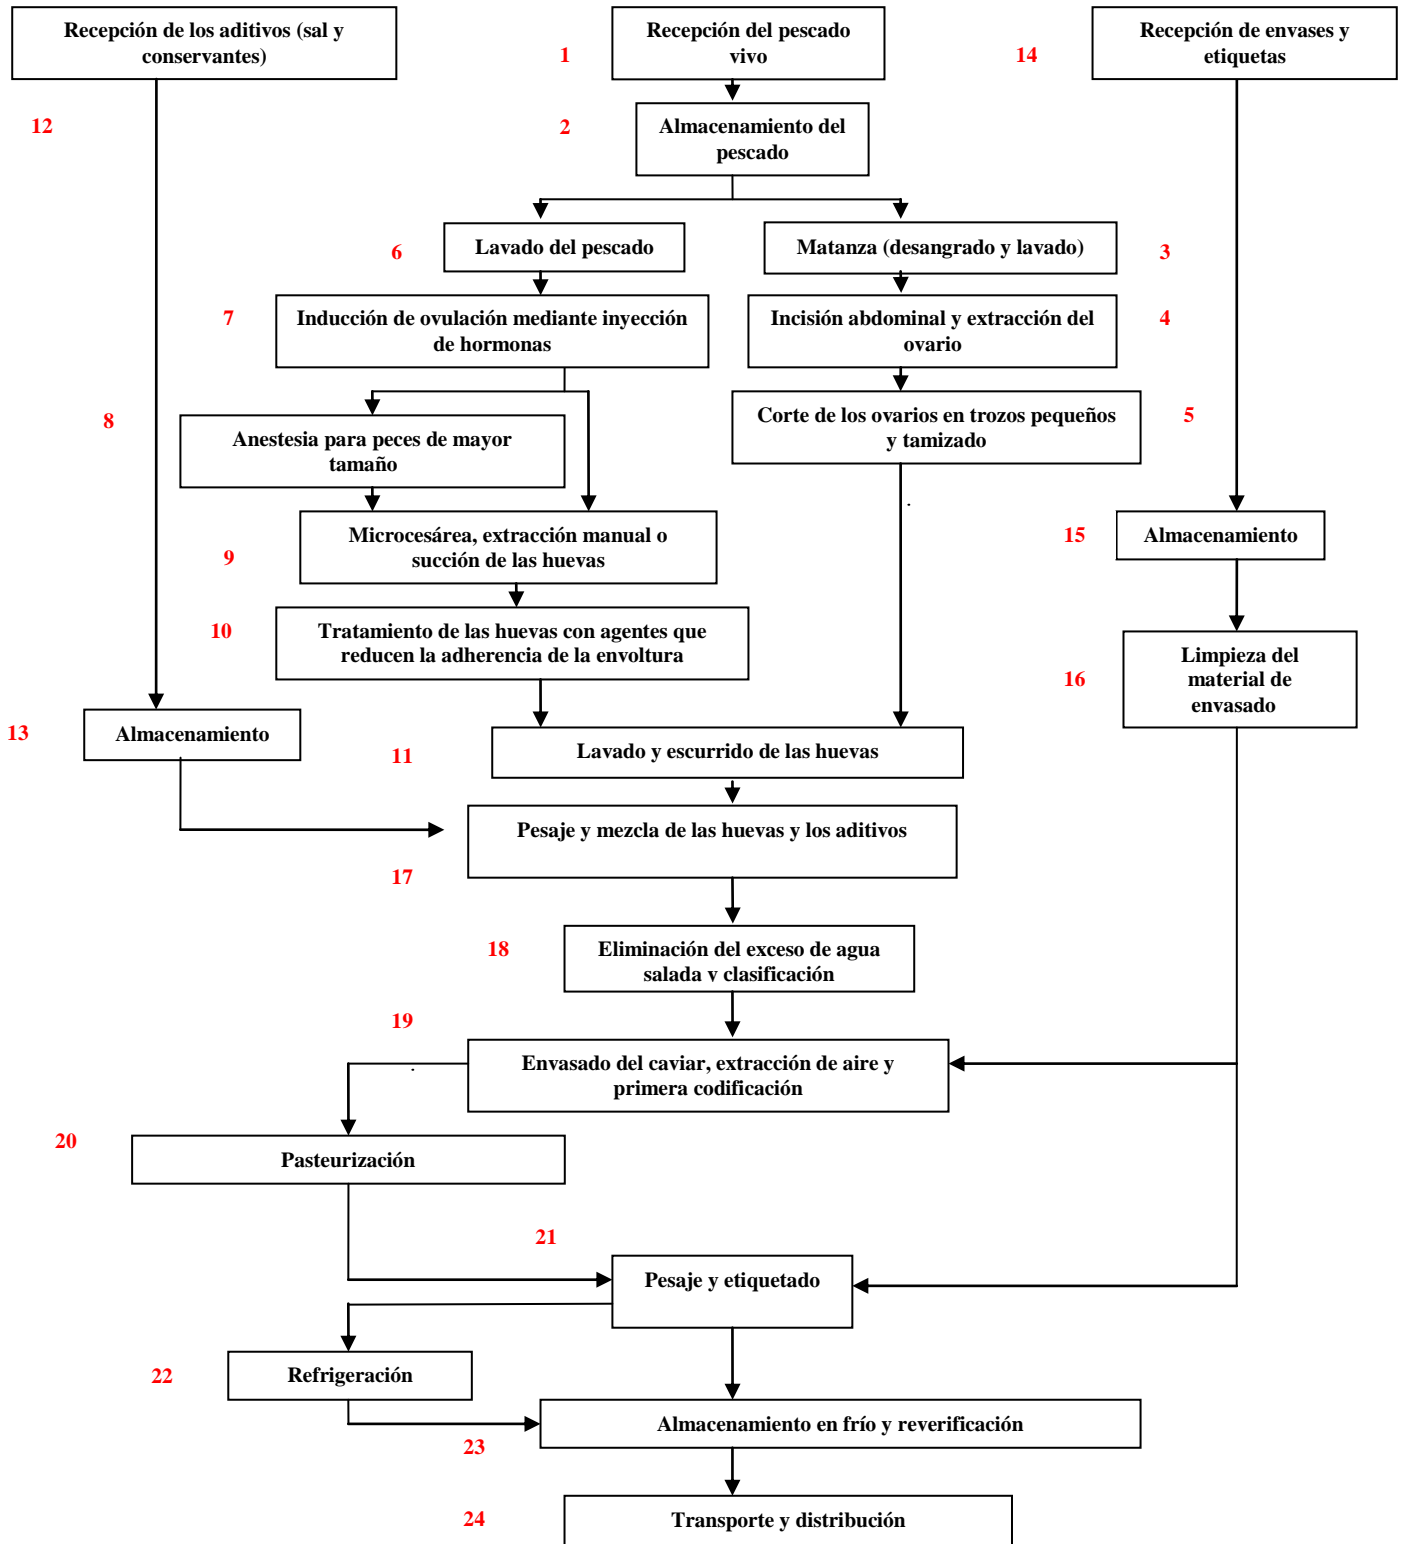 Recepción de los aditivos (sal y
conservantes)
1
Recepción del pescado
vivo
14
Recepción de envases y
etiquetas
12
2
Almacenamiento del
pescado
6
Lavado del pescado
Matanza (desangrado y lavado)
3
7
Inducción de ovulación mediante inyección
de hormonas
Incisión abdominal y extracción del
ovario
4
8
Anestesia para peces de mayor
tamaño
Corte de los ovarios en trozos pequeños
y tamizado
5
9
Microcesárea, extracción manual o
succión de las huevas
15
Almacenamiento
10
Tratamiento de las huevas con agentes que
reducen la adherencia de la envoltura
16
Limpieza del
material de
envasado
13
Almacenamiento
11
Lavado y escurrido de las huevas
Pesaje y mezcla de las huevas y los aditivos
17
18
Eliminación del exceso de agua
salada y clasificación
19
Envasado del caviar, extracción de aire y
primera codificación
20
Pasteurización
21
Pesaje y etiquetado
22
Refrigeración
Almacenamiento en frío y reverificación
23
24
Transporte y distribución